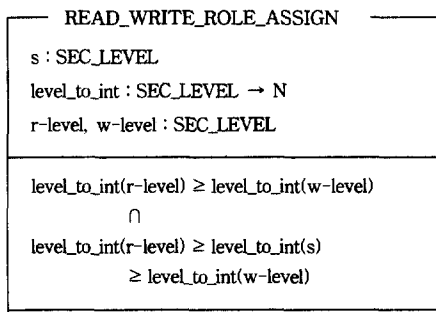 READ_WRITE_ROLE_ASSIGN
s : SEC_LEVEL
level_to_int : SEC_LEVEL → N
r-level, w-level : SEC_LEVEL
level_to_int(r-level) ≥ level_to_int(w-level)
∩
level_to_int(r-level) ≥ level_to_int(s)
≥ level_to_int(w-level)